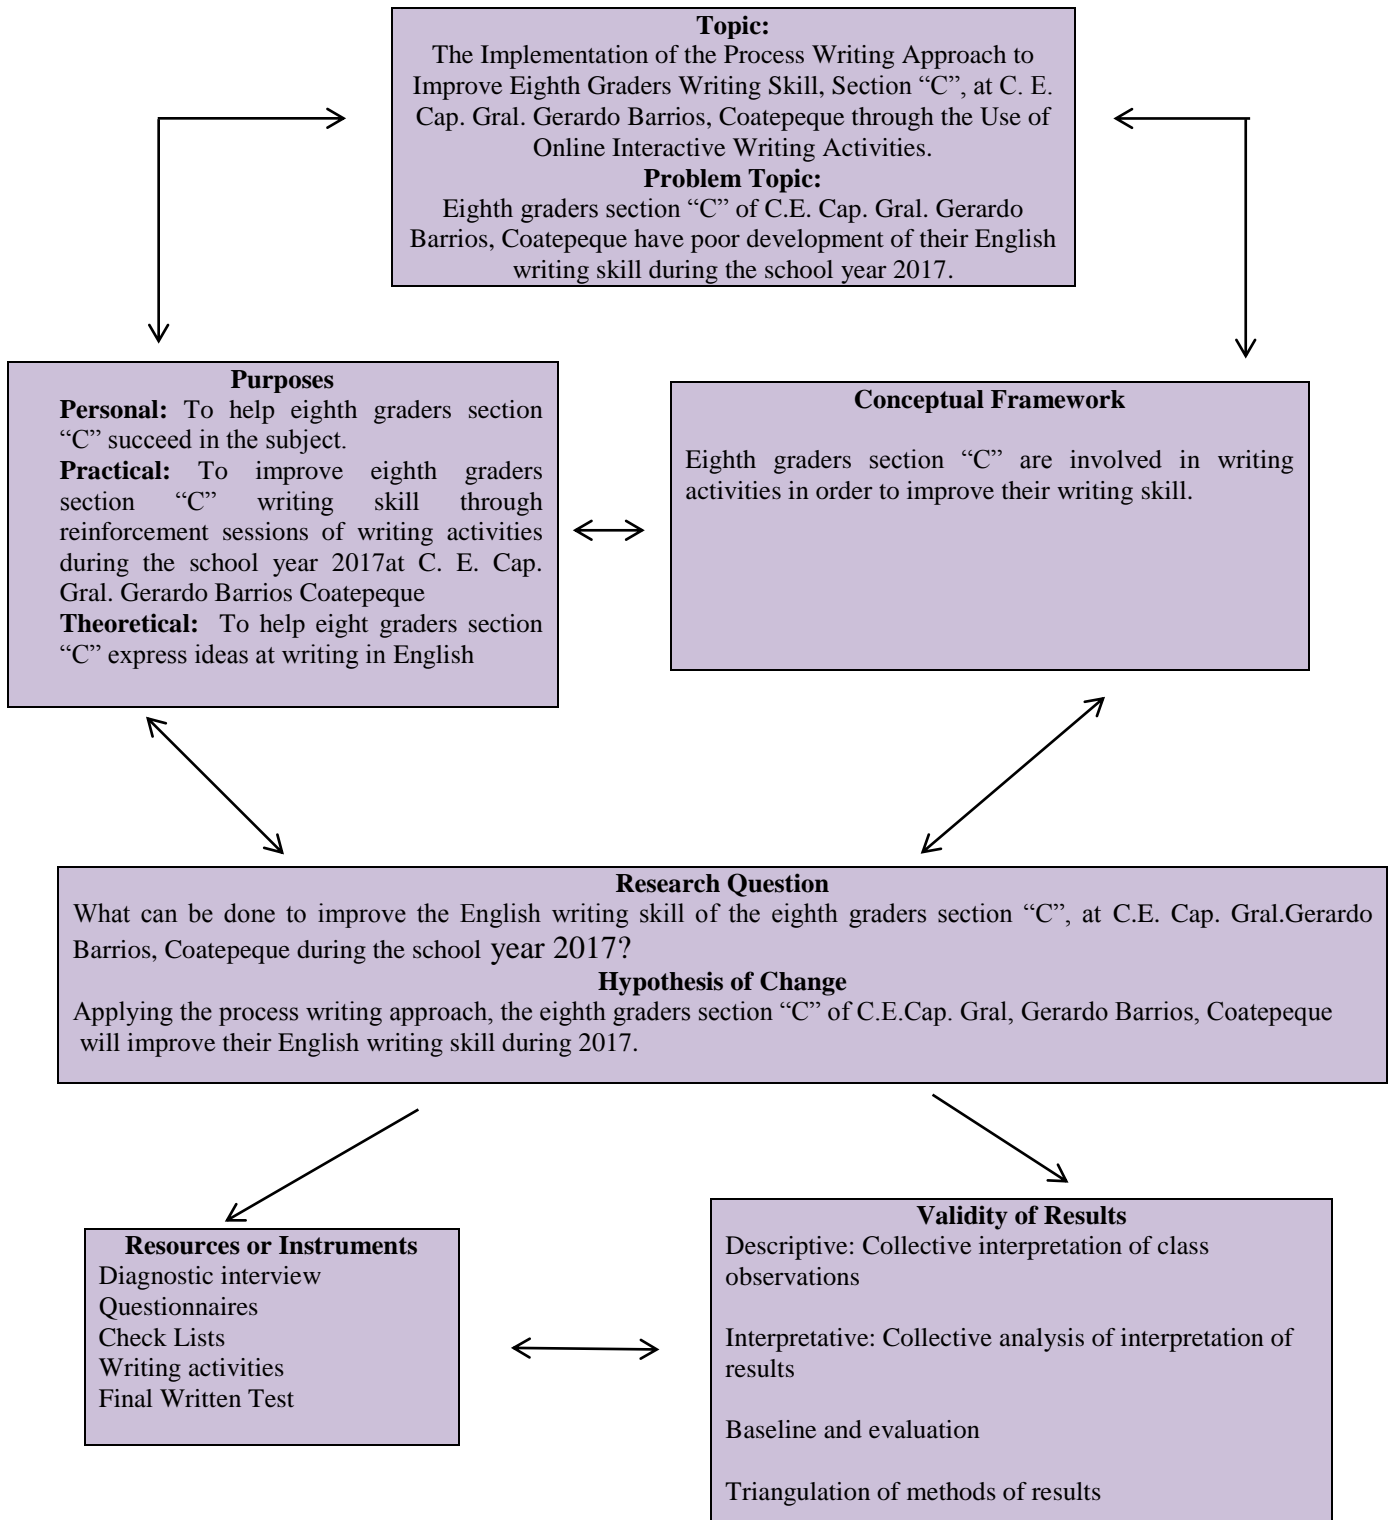 Topic:
The Implementation of the Process Writing Approach to
Improve Eighth Graders Writing Skill, Section “C”, at C. E.
Cap. Gral. Gerardo Barrios, Coatepeque through the Use of
Online Interactive Writing Activities.
Problem Topic:
Eighth graders section “C” of C.E. Cap. Gral. Gerardo
Barrios, Coatepeque have poor development of their English
writing skill during the school year 2017.
Purposes
Personal: To help eighth graders section
“C” succeed in the subject.
Practical: To improve eighth graders
section “C” writing skill through
reinforcement sessions of writing activities
during the school year 2017at C. E. Cap.
Gral. Gerardo Barrios Coatepeque
Theoretical: To help eight graders section
“C” express ideas at writing in English
Conceptual Framework
Eighth graders section “C” are involved in writing
activities in order to improve their writing skill.
Research Question
What can be done to improve the English writing skill of the eighth graders section “C”, at C.E. Cap. Gral.Gerardo
Barrios, Coatepeque during the school year 2017?
Hypothesis of Change
Applying the process writing approach, the eighth graders section “C” of C.E.Cap. Gral, Gerardo Barrios, Coatepeque
will improve their English writing skill during 2017.
Resources or Instruments
Diagnostic interview
Questionnaires
Check Lists
Writing activities
Final Written Test
Validity of Results
Descriptive: Collective interpretation of class
observations
Interpretative: Collective analysis of interpretation of
results
Baseline and evaluation
Triangulation of methods of results